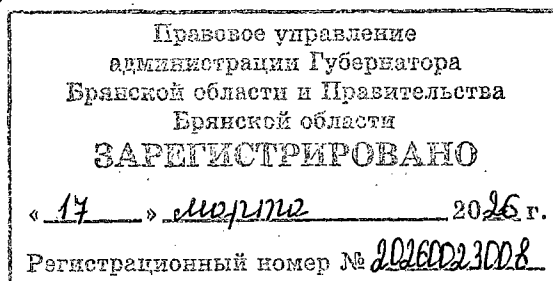 Правовое управление
администрации Губернатора
Брянской области и Правительства
Брянской области
ЗАРЕГИСТРИРОВАНО
« 17 » марта 2026 г.
Регистрационный номер № 20260023008